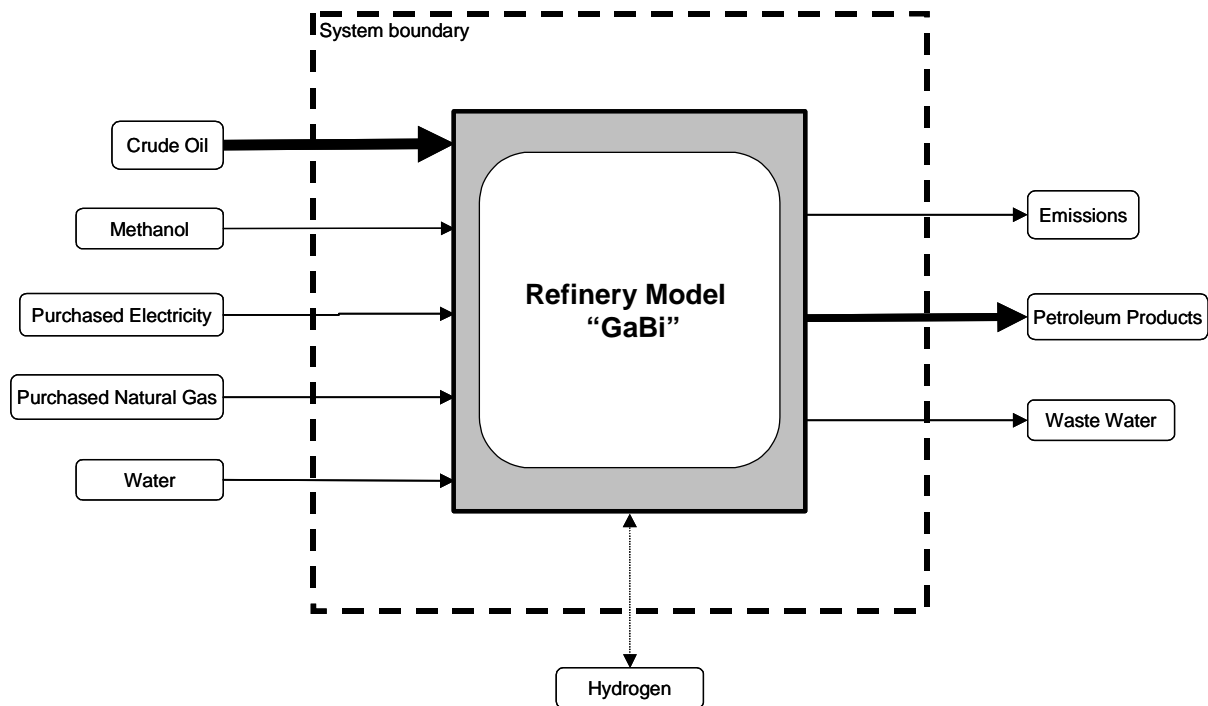 System boundary
Crude Oil
Methanol
Purchased Electricity
Purchased Natural Gas
Water
Refinery Model
“GaBi”
Emissions
Petroleum Products
Waste Water
Hydrogen